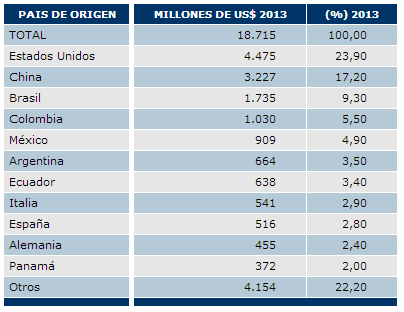 PAIS DE ORIGEN MILLONES DE US$ 2013 (%) 2013
TOTAL 18.715 100,00
Estados Unidos 4.475 23,90
China 3.227 17,20
Brasil 1.735 9,30
Colombia 1.030 5,50
México 909 4,90
Argentina 664 3,50
Ecuador 638 3,40
Italia 541 2,90
España 516 2,80
Alemania 455 2,40
Panamá 372 2,00
Otros 4.154 22,20